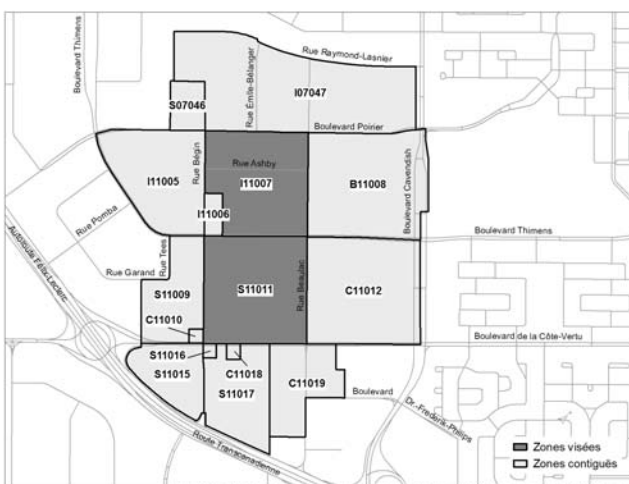 Boulevard Thimens
Rue Raymond-Lasnier
Rue Émile-Bélanger
S07046
I07047
Boulevard Poirier
Rue Bégin
Rue Ashby
I11005
I11007
B11008
Boulevard Cavendish
I11006
Rue Pomba
Autoroute Félix-Leclerc
Boulevard Thimens
Rue Tees
Rue Garand
S11009
S11011
Rue Beaulac
C11012
C11010
Boulevard de la Côte-Vertu
S11016
S11015
C11018
S11017
C11019
Boulevard
Dr.-Frederik-Philips
Route Transcanadienne
Zones visées
Zones contiguës